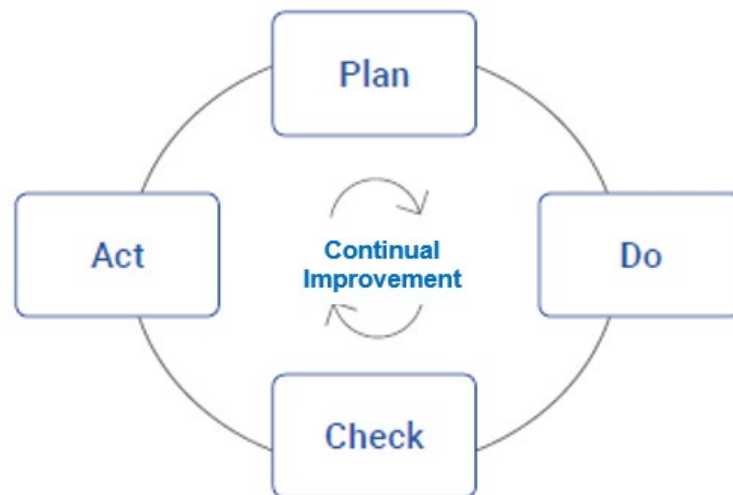 Plan
Act
Continual
Improvement
Do
Check